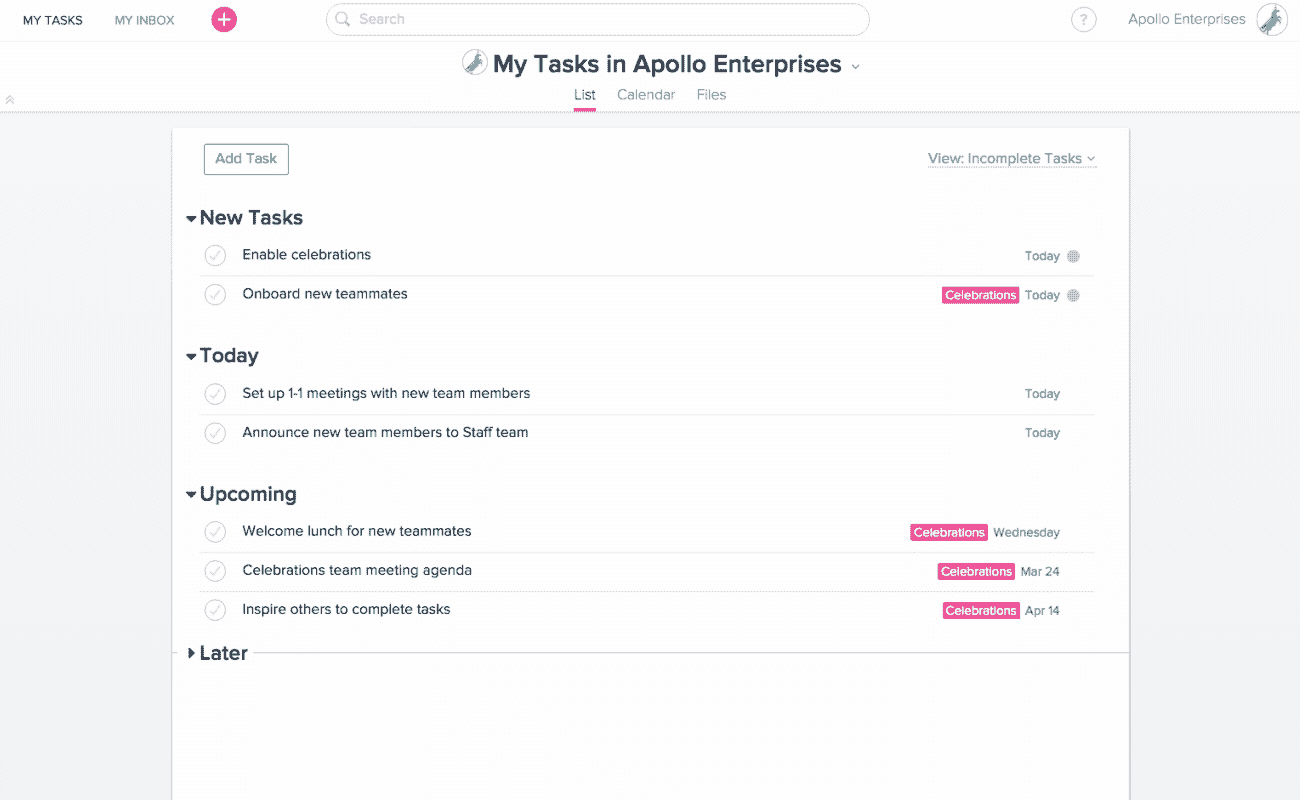 MY TASKS MY INBOX + Search ? Apollo Enterprises
My Tasks in Apollo Enterprises
List Calendar Files
Add Task View: Incomplete Tasks
New Tasks
Enable celebrations Today
Onboard new teammates Celebrations Today
Today
Set up 1-1 meetings with new team members Today
Announce new team members to Staff team Today
Upcoming
Welcome lunch for new teammates Celebrations Wednesday
Celebrations team meeting agenda Celebrations Mar 24
Inspire others to complete tasks Celebrations Apr 14
Later